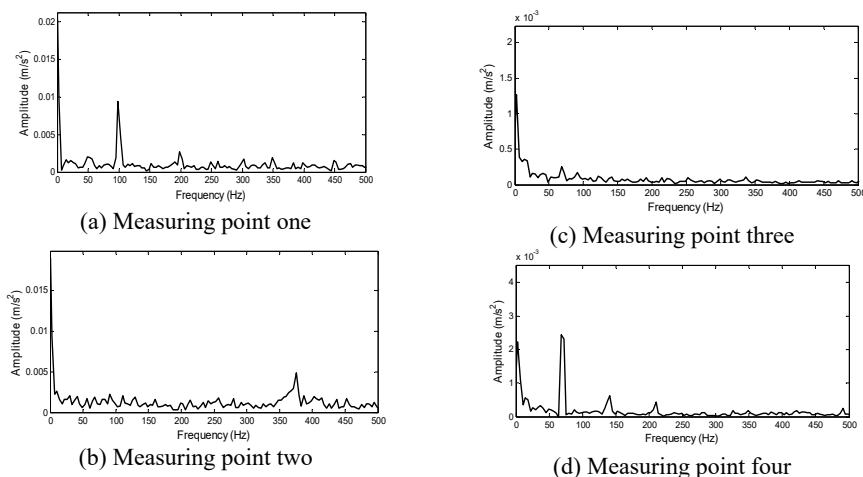 0.02
0.015
0.01
0.005
0
Amplitude (m/s²)
0 50 100 150 200 250 300 350 400 450 500
Frequency (Hz)
(a) Measuring point one
0.015
0.01
0.005
0
Amplitude (m/s²)
0 50 100 150 200 250 300 350 400 450 500
Frequency (Hz)
(b) Measuring point two
x 10⁻³
2
1.5
1
0.5
0
Amplitude (m/s²)
0 50 100 150 200 250 300 350 400 450 500
Frequency (Hz)
(c) Measuring point three
x 10⁻³
4
3
2
1
0
Amplitude (m/s²)
0 50 100 150 200 250 300 350 400 450 500
Frequency (Hz)
(d) Measuring point four